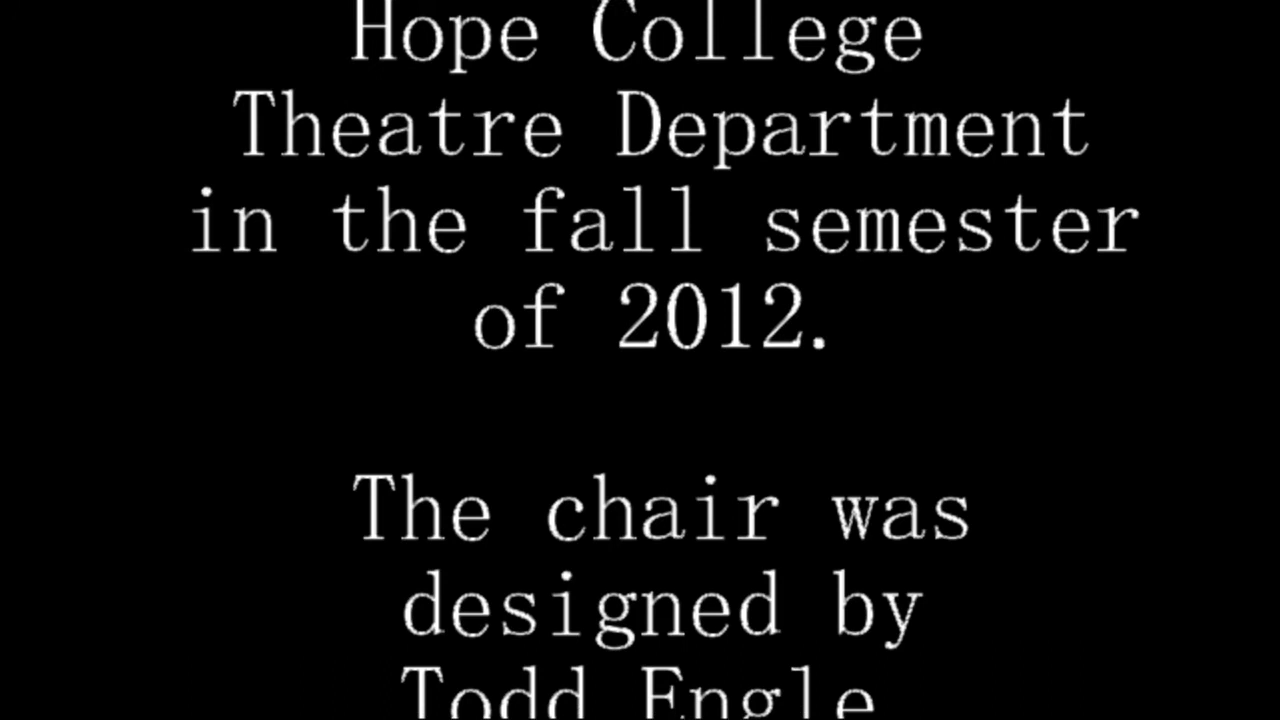 Hope College
Theatre Department
in the fall semester
of 2012.
The chair was
designed by
Todd Engle